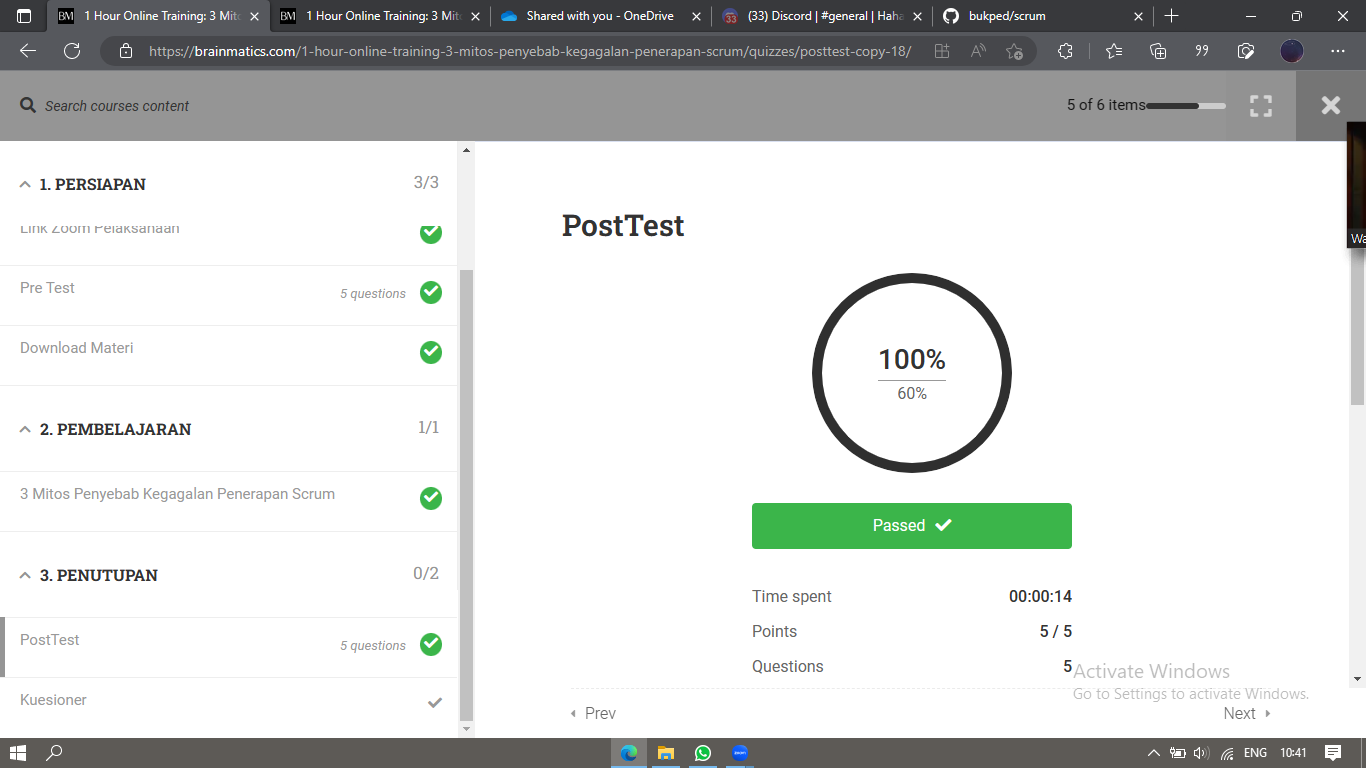 1 Hour Online Training: 3 Mit
1 Hour Online Training: 3 Mit
Shared with you - OneDrive
(33) Discord | #general | Haha
bukped/scrum
https://brainmatics.com/1-hour-online-training-3-mitos-penyebab-kegagalan-penerapan-scrum/quizzes/posttest-copy-18/
Search courses content
5 of 6 items
1. PERSIAPAN
3/3
Link Zoom Pelaksanaan
Pre Test
5 questions
Download Materi
2. PEMBELAJARAN
1/1
3 Mitos Penyebab Kegagalan Penerapan Scrum
3. PENUTUPAN
0/2
PostTest
5 questions
Kuesioner
PostTest
100%
60%
Passed
Time spent
00:00:14
Points
5 / 5
Questions
5
Prev
Next
Wa
Activate Windows
Go to Settings to activate Windows.
ENG
10:41